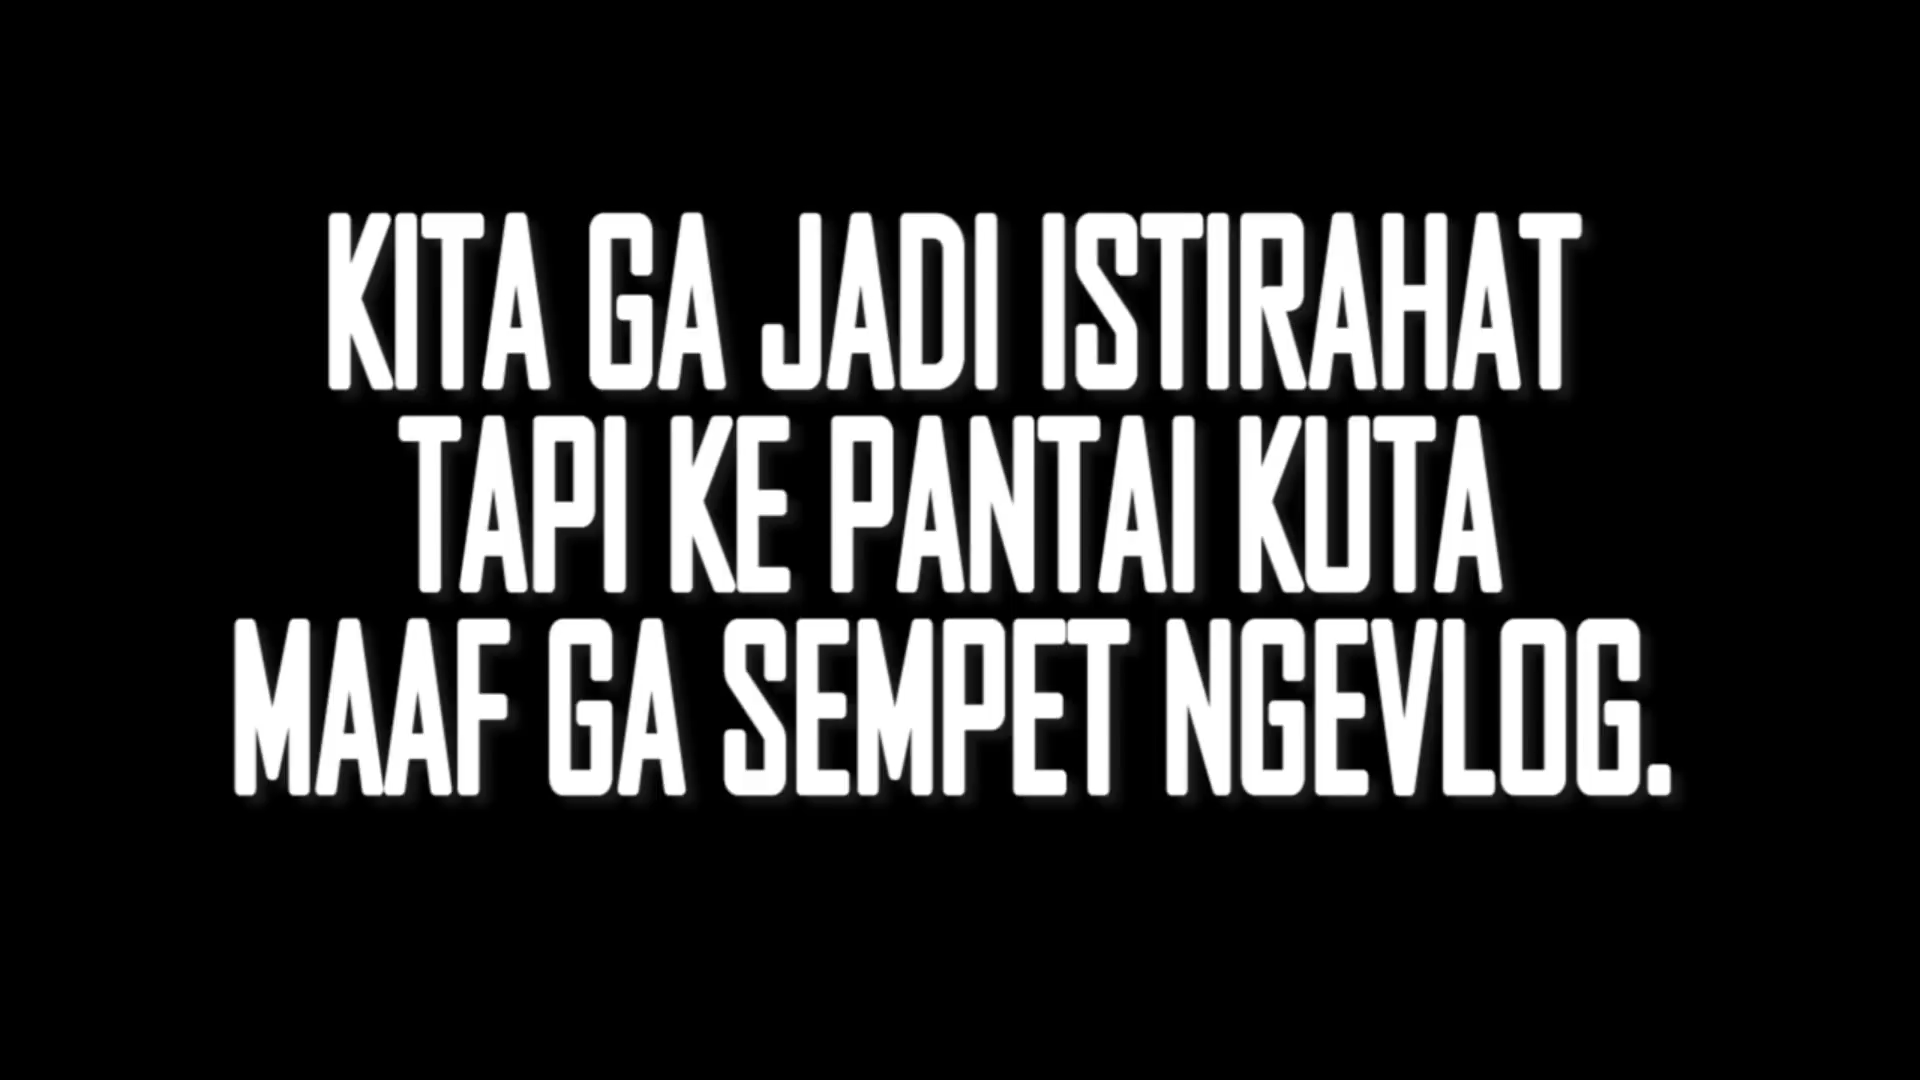 KITA GA JADI ISTIRAHAT
TAPI KE PANTAI KUTA
MAAF GA SEMPET NGEVLOG.